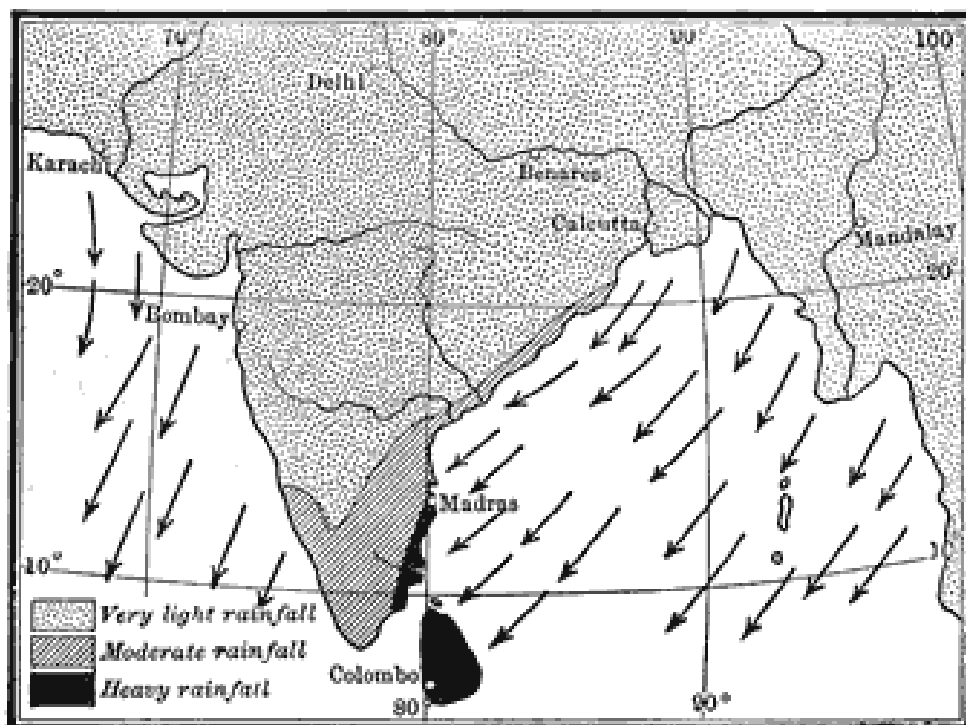 70°
80°
90
100
Delhi
Karachi
Benares
Calcutta
Mandalay
20°
20
Bombay
Madras
10°
10
Very light rainfall
Moderate rainfall
Heavy rainfall
Colombo
80
90°